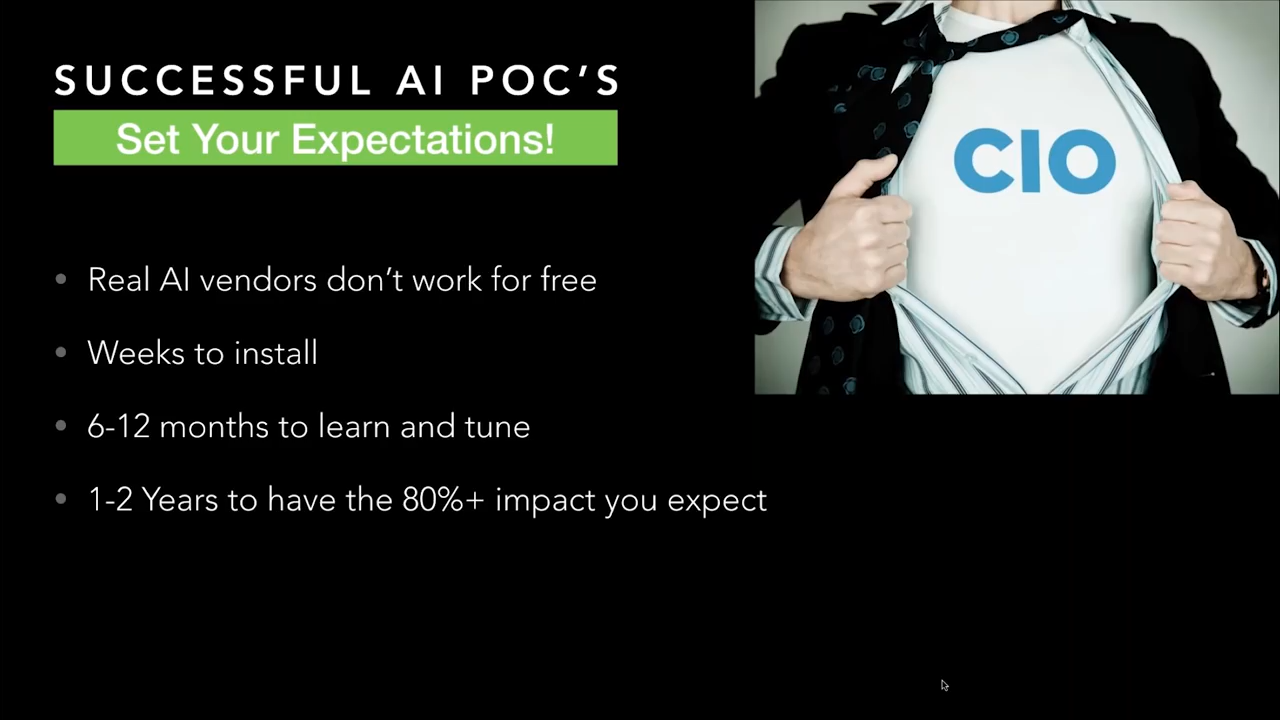 SUCCESSFUL AI POC’S
Set Your Expectations!
CIO
• Real AI vendors don’t work for free
• Weeks to install
• 6-12 months to learn and tune
• 1-2 Years to have the 80%+ impact you expect